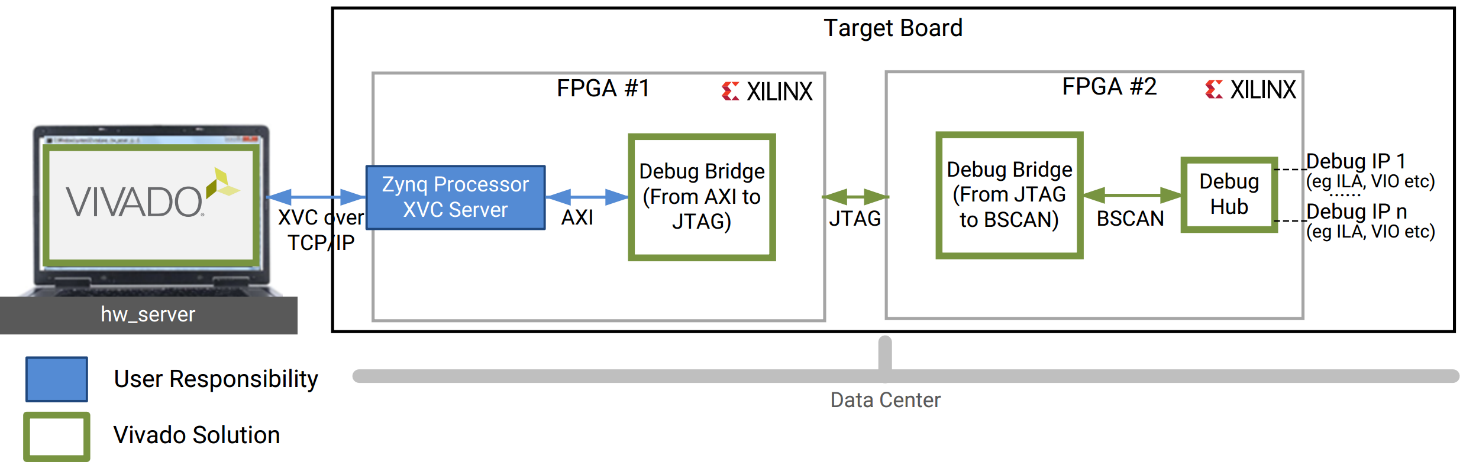 Target Board
FPGA #1
XILINX
FPGA #2
XILINX
VIVADO
Zynq Processor
XVC Server
Debug Bridge
(From AXI to
JTAG)
Debug Bridge
(From JTAG
to BSCAN)
Debug
Hub
Debug IP 1
(eg ILA, VIO etc)
......
Debug IP n
(eg ILA, VIO etc)
XVC over
TCP/IP
AXI
JTAG
BSCAN
hw_server
User Responsibility
Vivado Solution
Data Center